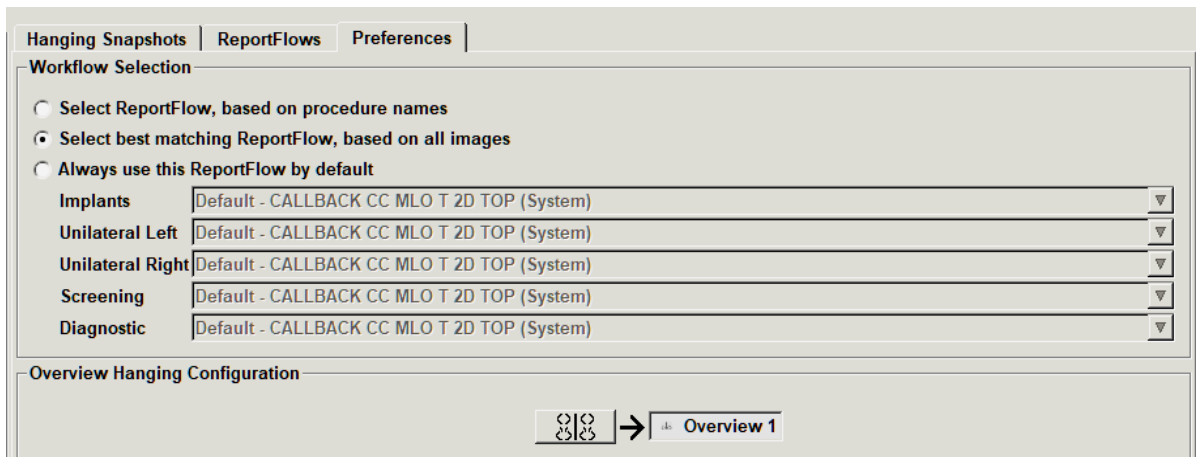 Hanging Snapshots ReportFlows Preferences
Workflow Selection
Select ReportFlow, based on procedure names
Select best matching ReportFlow, based on all images
Always use this ReportFlow by default
Implants Default - CALLBACK CC MLO T 2D TOP (System)
Unilateral Left Default - CALLBACK CC MLO T 2D TOP (System)
Unilateral Right Default - CALLBACK CC MLO T 2D TOP (System)
Screening Default - CALLBACK CC MLO T 2D TOP (System)
Diagnostic Default - CALLBACK CC MLO T 2D TOP (System)
Overview Hanging Configuration
Overview 1